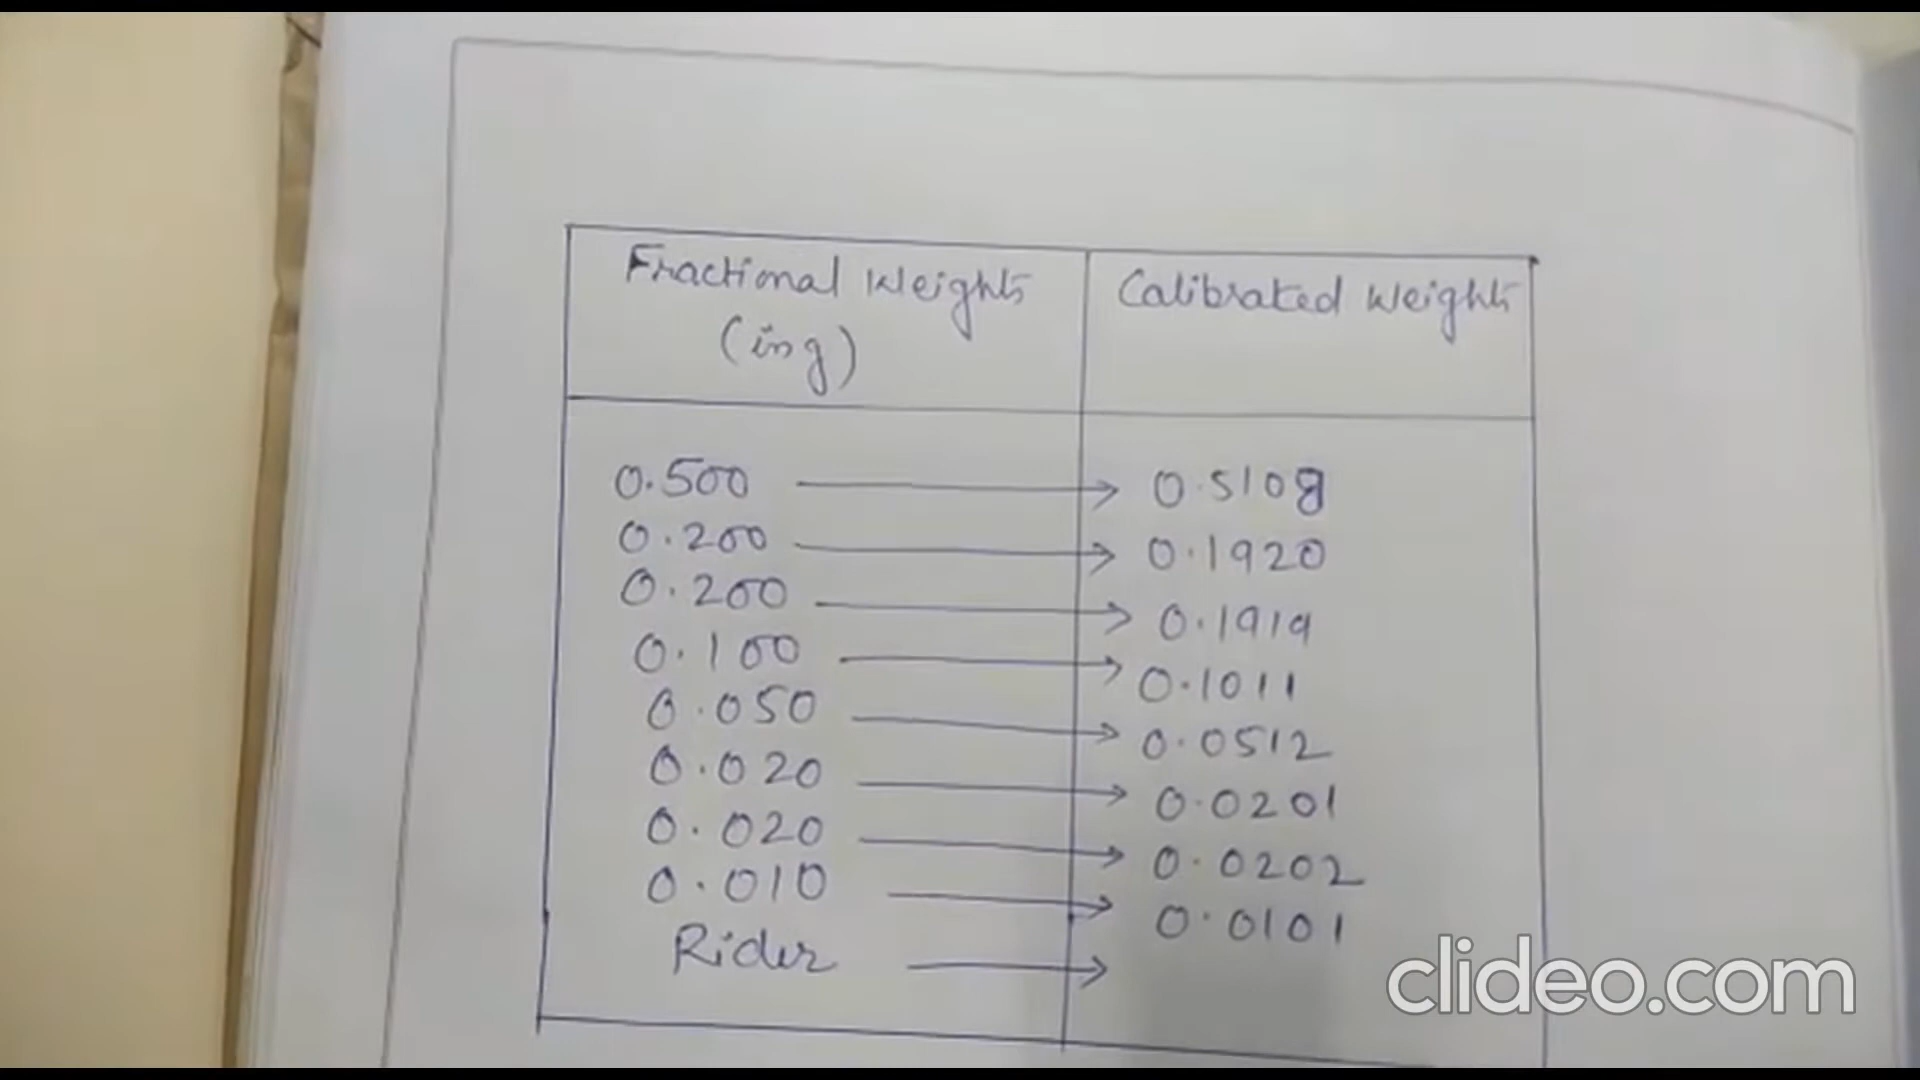 Fractional Weights Calibrated Weights
(in g)
0.500 → 0.5108
0.200 → 0.1920
0.200 → 0.1919
0.100 → 0.1011
0.050 → 0.0512
0.020 → 0.0201
0.020 → 0.0202
0.010 → 0.0101
Rider →
clideo.com